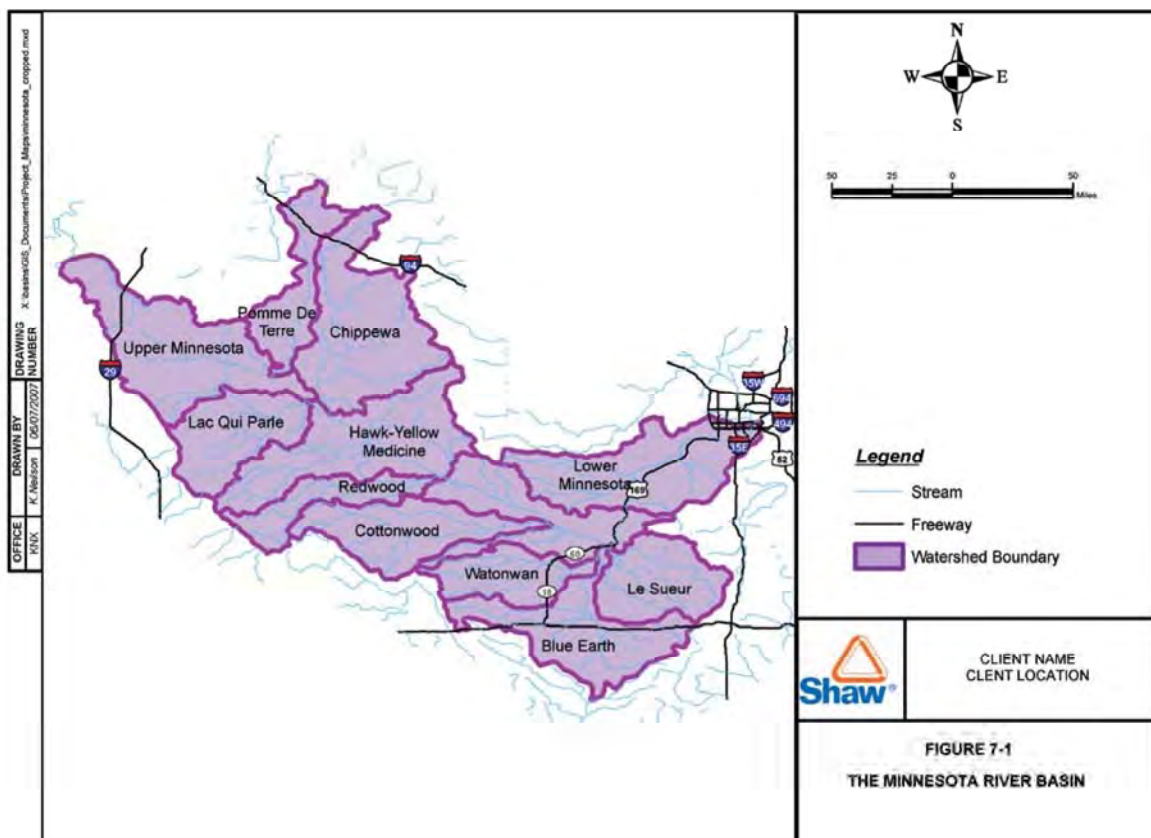 X:\basins\GIS_Documents\Project_Maps\minnesota_cropped.mxd
DRAWING
NUMBER
DRAWN BY
K.Neilson 06/07/2007
OFFICE
KNX
N
W E
S
50 25 0 50
Miles
94
29
Pomme De
Terre
Chippewa
Upper Minnesota
Lac Qui Parle
Hawk-Yellow
Medicine
Redwood
Cottonwood
Lower
Minnesota
169
35W
694
494
35E
52
60
15
Watonwan
Le Sueur
Blue Earth
Legend
Stream
Freeway
Watershed Boundary
Shaw®
CLIENT NAME
CLENT LOCATION
FIGURE 7-1
THE MINNESOTA RIVER BASIN